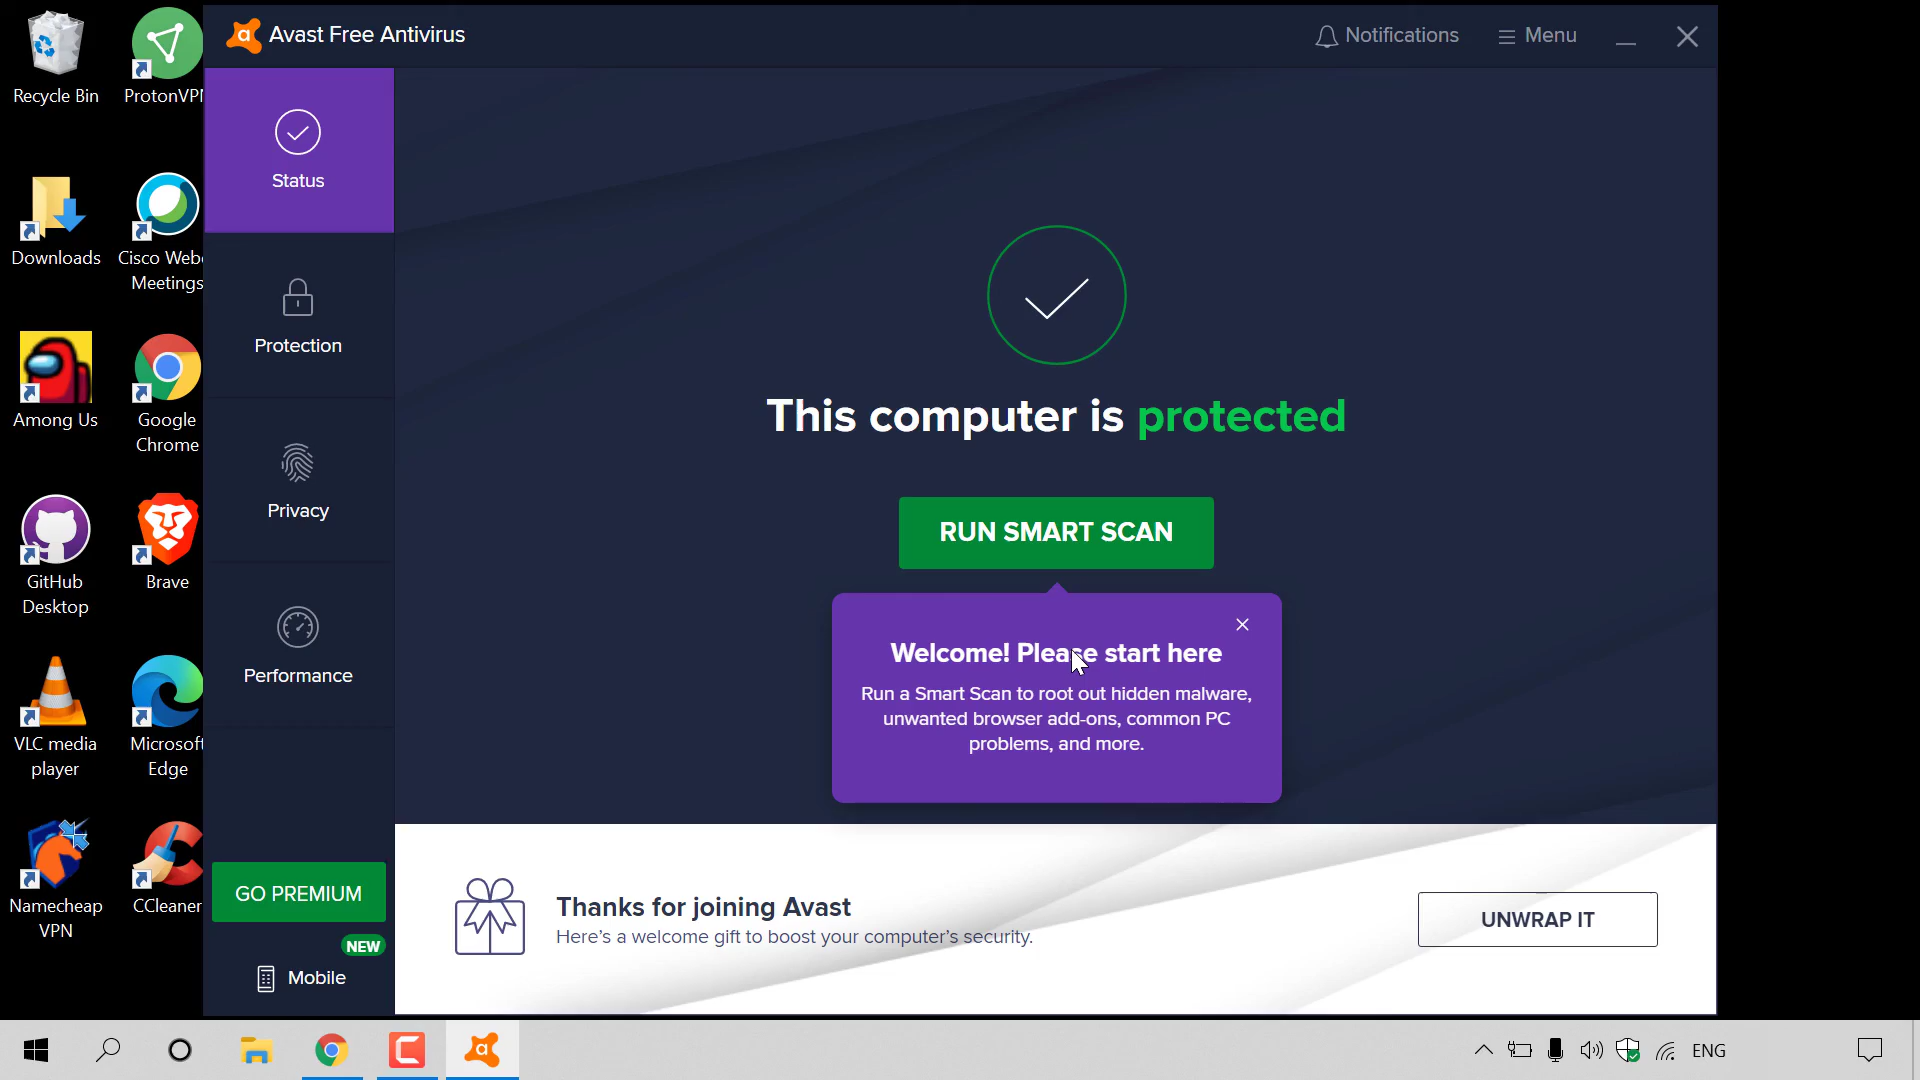 Recycle Bin
ProtonVPN
Downloads
Cisco Webe
Meetings
Among Us
Google
Chrome
GitHub
Desktop
Brave
VLC media
player
Microsoft
Edge
Namecheap
VPN
CCleaner
a Avast Free Antivirus
Notifications
Menu
Status
Protection
Privacy
Performance
GO PREMIUM
NEW
Mobile
This computer is protected
RUN SMART SCAN
Welcome! Please start here
Run a Smart Scan to root out hidden malware,
unwanted browser add-ons, common PC
problems, and more.
Thanks for joining Avast
Here's a welcome gift to boost your computer's security.
UNWRAP IT
a
ENG